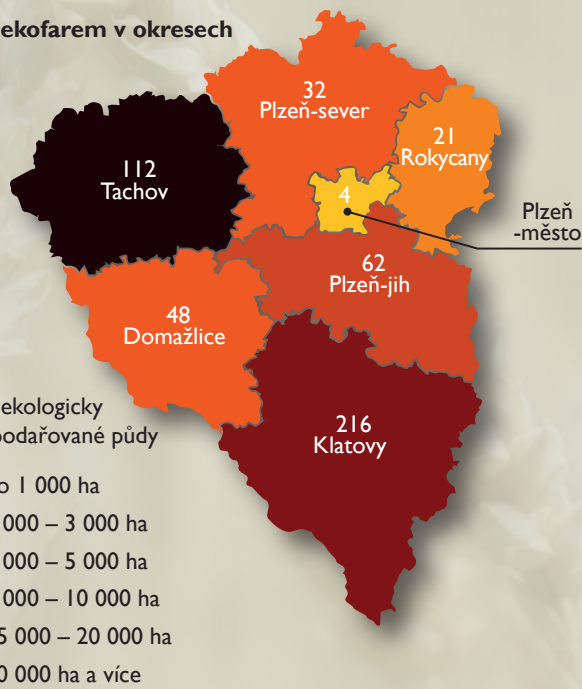 ekofarem v okresech
32
Plzeň-sever
21
Rokycany
112
Tachov
4
Plzeň
-město
62
Plzeň-jih
48
Domažlice
216
Klatovy
ekologicky
podařované půdy
o 1 000 ha
000 – 3 000 ha
000 – 5 000 ha
000 – 10 000 ha
5 000 – 20 000 ha
0 000 ha a více